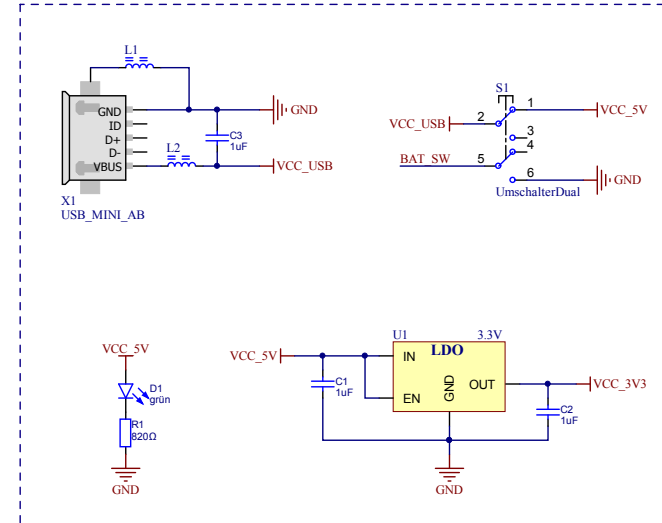 L1
GND
ID
D+
D-
VBUS
X1
USB_MINI_AB
L2
C3
1uF
GND
VCC_USB
S1
VCC_USB
2
1
VCC_5V
3
4
BAT_SW
5
6
GND
UmschalterDual
VCC_5V
D1
grün
R1
820Ω
GND
VCC_5V
C1
1uF
U1
LDO
3.3V
IN
EN
GND
OUT
VCC_3V3
C2
1uF
GND